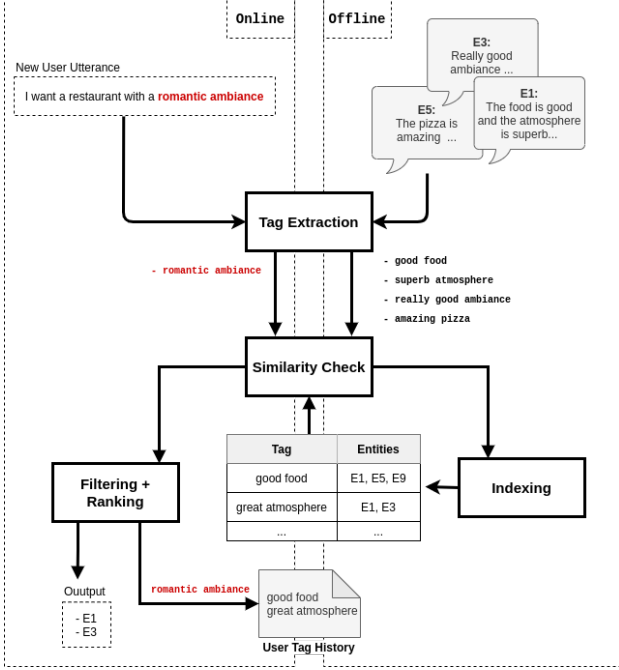 Online
Offline
New User Utterance
I want a restaurant with a romantic ambiance
E3:
Really good
ambiance ...
E5:
The pizza is
amazing ...
E1:
The food is good
and the atmosphere
is superb...
Tag Extraction
- romantic ambiance
- good food
- superb atmosphere
- really good ambiance
- amazing pizza
Similarity Check
Tag Entities
good food E1, E5, E9
great atmosphere E1, E3
... ...
Filtering +
Ranking
Indexing
Ouutput
- E1
- E3
romantic ambiance
good food
great atmosphere
User Tag History